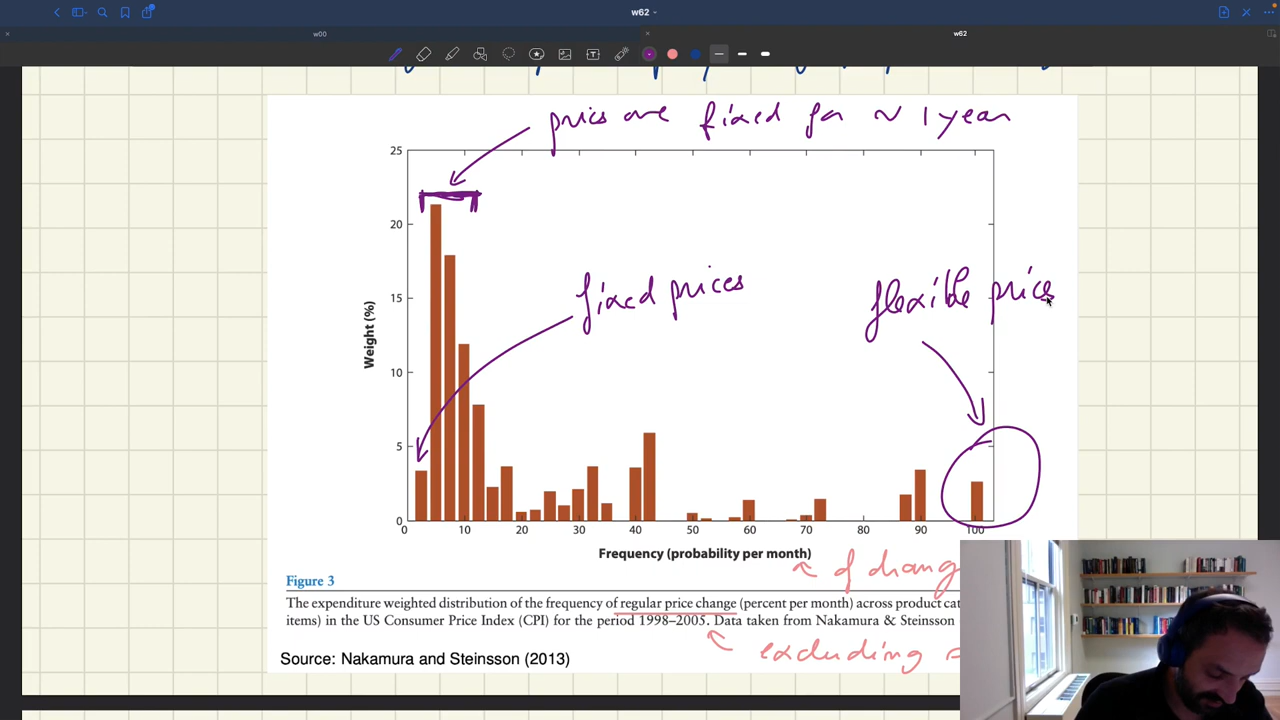 w62
w00
w62
prices are fixed for ~ 1 year
25
20
15
10
5
0
Weight (%)
fixed prices
flexible prices
0 10 20 30 40 50 60 70 80 90 100
Frequency (probability per month)
of chang
Figure 3
The expenditure weighted distribution of the frequency of regular price change (percent per month) across product cat
items) in the US Consumer Price Index (CPI) for the period 1998–2005. Data taken from Nakamura & Steinsson
excluding
Source: Nakamura and Steinsson (2013)